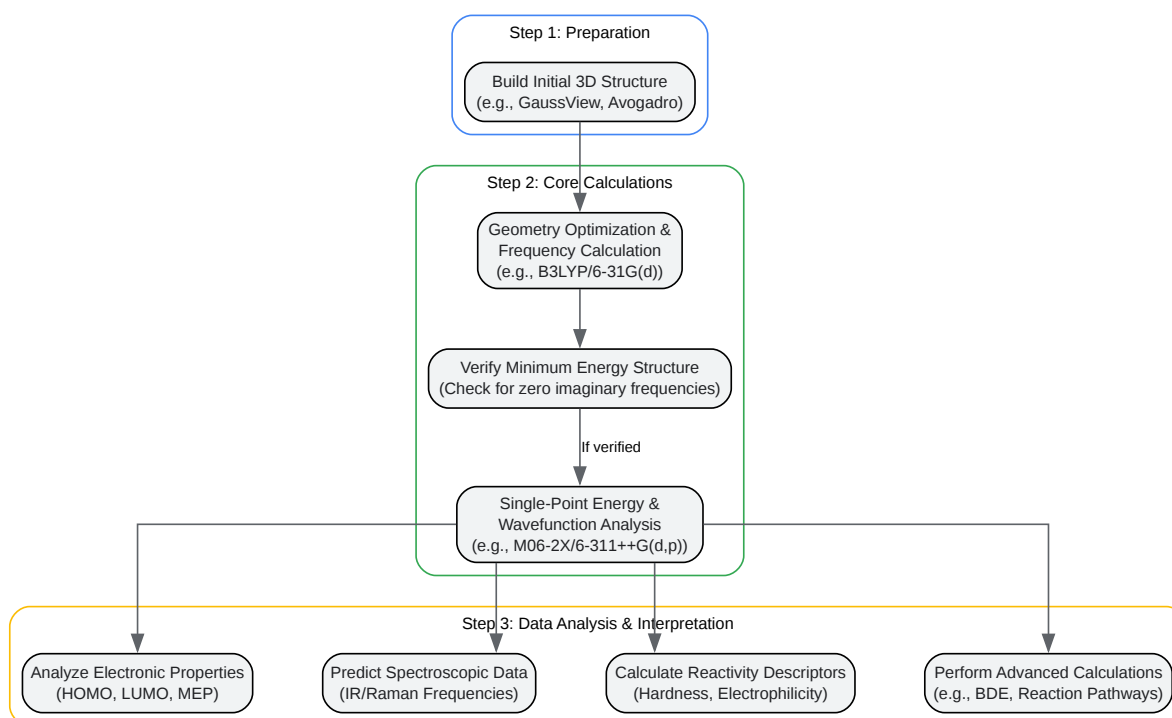 Step 1: Preparation
Build Initial 3D Structure
(e.g., GaussView, Avogadro)
Step 2: Core Calculations
Geometry Optimization &
Frequency Calculation
(e.g., B3LYP/6-31G(d))
Verify Minimum Energy Structure
(Check for zero imaginary frequencies)
If verified
Single-Point Energy &
Wavefunction Analysis
(e.g., M06-2X/6-311++G(d,p))
Step 3: Data Analysis & Interpretation
Analyze Electronic Properties
(HOMO, LUMO, MEP)
Predict Spectroscopic Data
(IR/Raman Frequencies)
Calculate Reactivity Descriptors
(Hardness, Electrophilicity)
Perform Advanced Calculations
(e.g., BDE, Reaction Pathways)